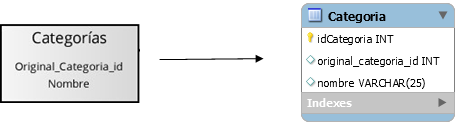 Categorías
Original_Categoria_id
Nombre
Categoria
idCategoria INT
original_categoria_id INT
nombre VARCHAR(25)
Indexes